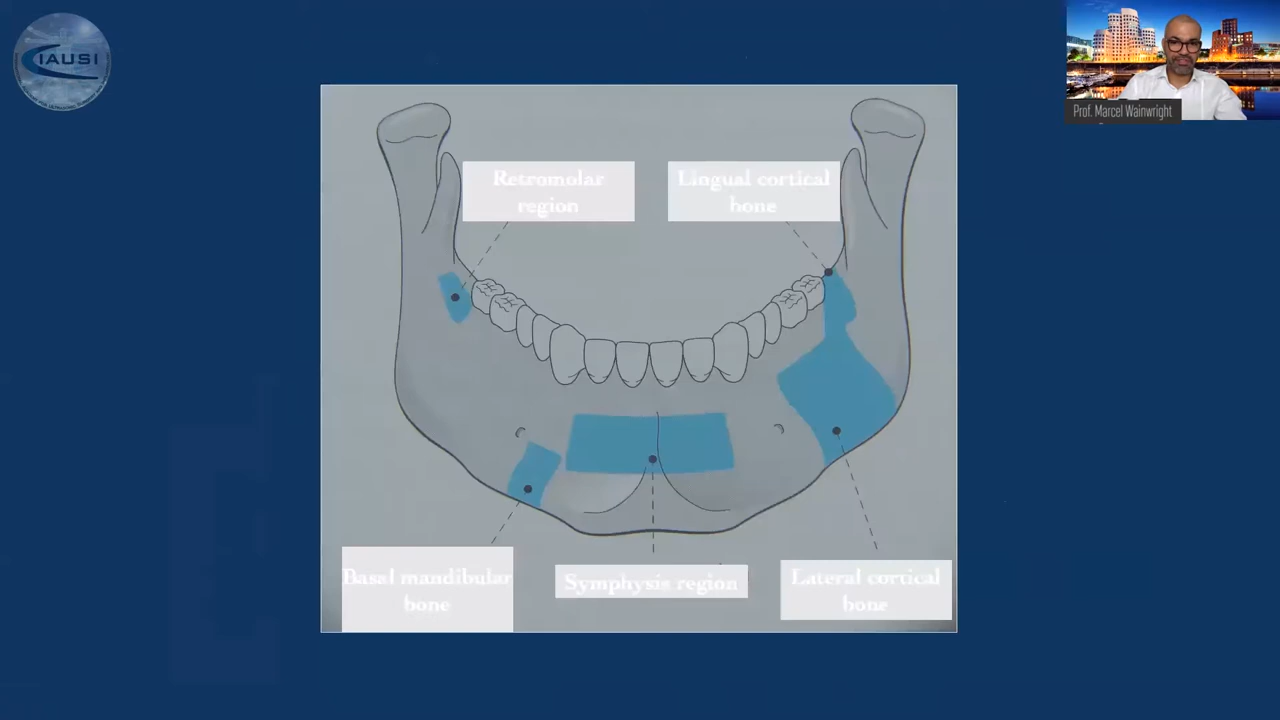 IAUSI
Prof. Marcel Wainwright
Retromolar
region
Lingual cortical
bone
Basal mandibular
bone
Symphysis region
Lateral cortical
bone